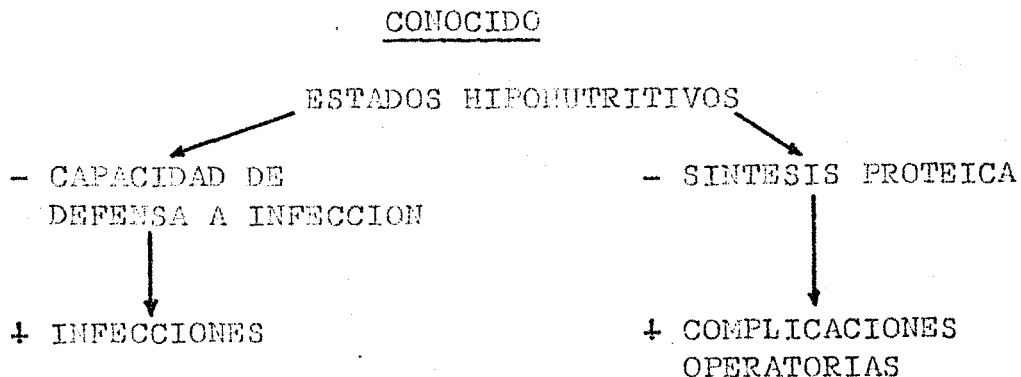 CONOCIDO
ESTADOS HIPONUTRITIVOS
- CAPACIDAD DE
DEFENSA A INFECCION
- SINTESIS PROTEICA
+ INFECCIONES
+ COMPLICACIONES
OPERATORIAS